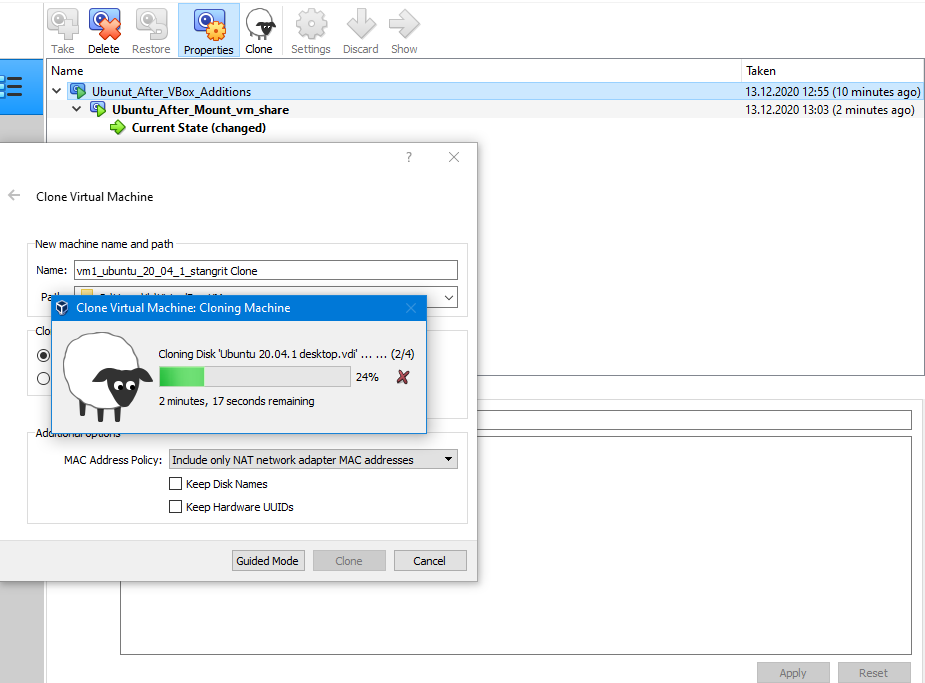 Take Delete Restore Properties Clone Settings Discard Show
Name Taken
Ubunut_After_VBox_Additions 13.12.2020 12:55 (10 minutes ago)
Ubuntu_After_Mount_vm_share 13.12.2020 13:03 (2 minutes ago)
Current State (changed)
?
Clone Virtual Machine
New machine name and path
Name: vm1_ubuntu_20_04_1_stangrit Clone
Clone Virtual Machine: Cloning Machine
Cloning Disk 'Ubuntu 20.04.1 desktop.vdi' ... ... (2/4)
24%
2 minutes, 17 seconds remaining
Additional options
MAC Address Policy: Include only NAT network adapter MAC addresses
Keep Disk Names
Keep Hardware UUIDs
Guided Mode Clone Cancel
Apply Reset